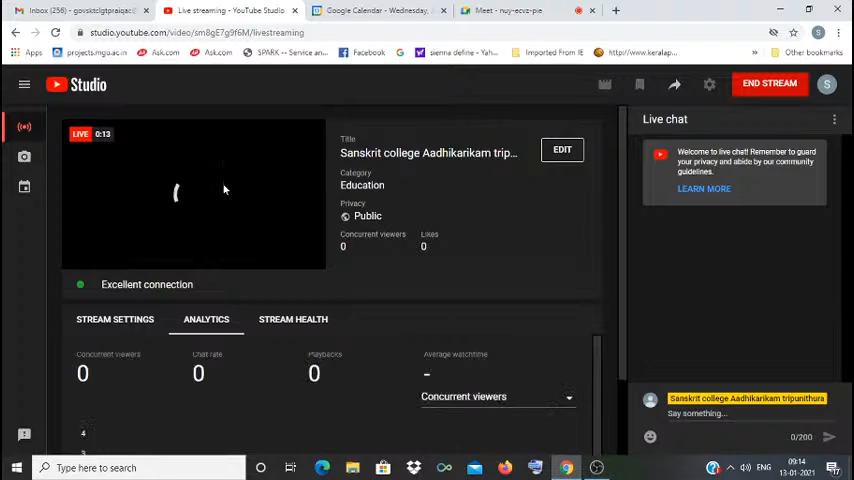 Inbox (256) - govsktclgtpraiqac@
Live streaming - YouTube Studio
Google Calendar - Wednesday,
Meet - nuy-ecvz-pie
studio.youtube.com/video/sm8gE7g9f6M/livestreaming
Apps projects.mgu.ac.in Ask.com Ask.com SPARK -- Service an... Facebook Gmail sienna define - Yah... Imported From IE http://www.keralap... Other bookmarks
Studio
END STREAM
S
LIVE 0:13
Title
Sanskrit college Aadhikarikam trip...
EDIT
Category
Education
Privacy
Public
Concurrent viewers Likes
0 0
Excellent connection
STREAM SETTINGS ANALYTICS STREAM HEALTH
Concurrent viewers Chat rate Playbacks Average watchtime
0 0 0 -
Concurrent viewers
4
3
Live chat
Welcome to live chat! Remember to guard
your privacy and abide by our community
guidelines.
LEARN MORE
Sanskrit college Aadhikarikam tripunithura
Say something...
0/200
Type here to search
ENG
09:14
13-01-2021
17